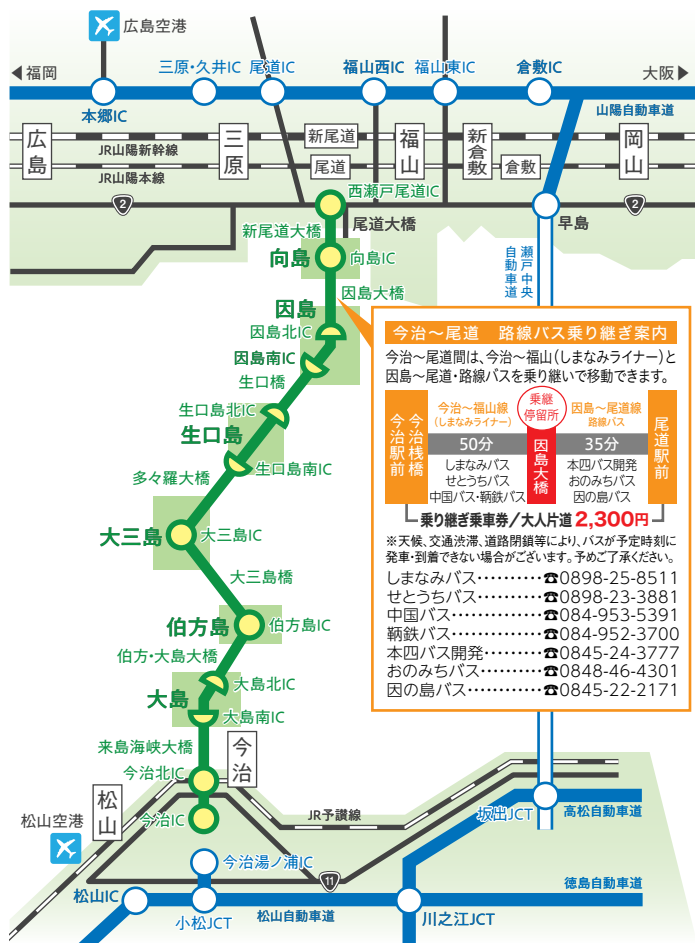 広島空港
福岡
三原・久井IC
尾道IC
福山西IC
福山東IC
倉敷IC
大阪
本郷IC
山陽自動車道
広島
三原
新尾道
福山
新倉敷
岡山
JR山陽新幹線
尾道
倉敷
JR山陽本線
西瀬戸尾道IC
2
2
新尾道大橋
尾道大橋
早島
向島
向島IC
瀬戸中央
自動車道
因島大橋
因島
因島北IC
因島南IC
生口橋
生口島北IC
生口島
生口島南IC
多々羅大橋
大三島
大三島IC
大三島橋
伯方島
伯方島IC
伯方・大島大橋
大島北IC
大島
大島南IC
来島海峡大橋
今治
今治北IC
松山
今治IC
松山空港
JR予讃線
坂出JCT
高松自動車道
今治湯ノ浦IC
11
徳島自動車道
松山IC
小松JCT
松山自動車道
川之江JCT
今治～尾道　路線バス乗り継ぎ案内
今治～尾道間は、今治～福山（しまなみライナー）と
因島～尾道・路線バスを乗り継いで移動できます。
今治桟橋
今治駅前
今治～福山線
（しまなみライナー）
50分
しまなみバス
せとうちバス
中国バス・鞆鉄バス
乗継
停留所
因島大橋
因島～尾道線
路線バス
35分
本四バス開発
おのみちバス
因の島バス
尾道駅前
乗り継ぎ乗車券／大人片道 2,300円
※天候、交通渋滞、道路閉鎖等により、バスが予定時刻に
発車・到着できない場合がございます。予めご了承ください。
しまなみバス･･････････☎0898-25-8511
せとうちバス･･････････☎0898-23-3881
中国バス･･････････････☎084-953-5391
鞆鉄バス･･････････････☎084-952-3700
本四バス開発･････････☎0845-24-3777
おのみちバス･･････････☎0848-46-4301
因の島バス････････････☎0845-22-2171